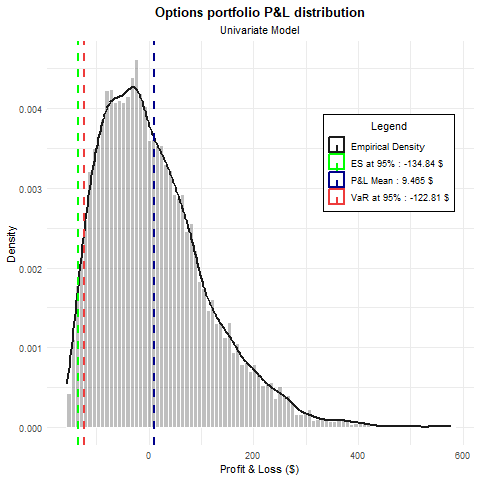 Options portfolio P&L distribution
Univariate Model
Density
0.004
0.003
0.002
0.001
0.000
Legend
Empirical Density
ES at 95% : -134.84 $
P&L Mean : 9.465 $
VaR at 95% : -122.81 $
0
200
400
600
Profit & Loss ($)